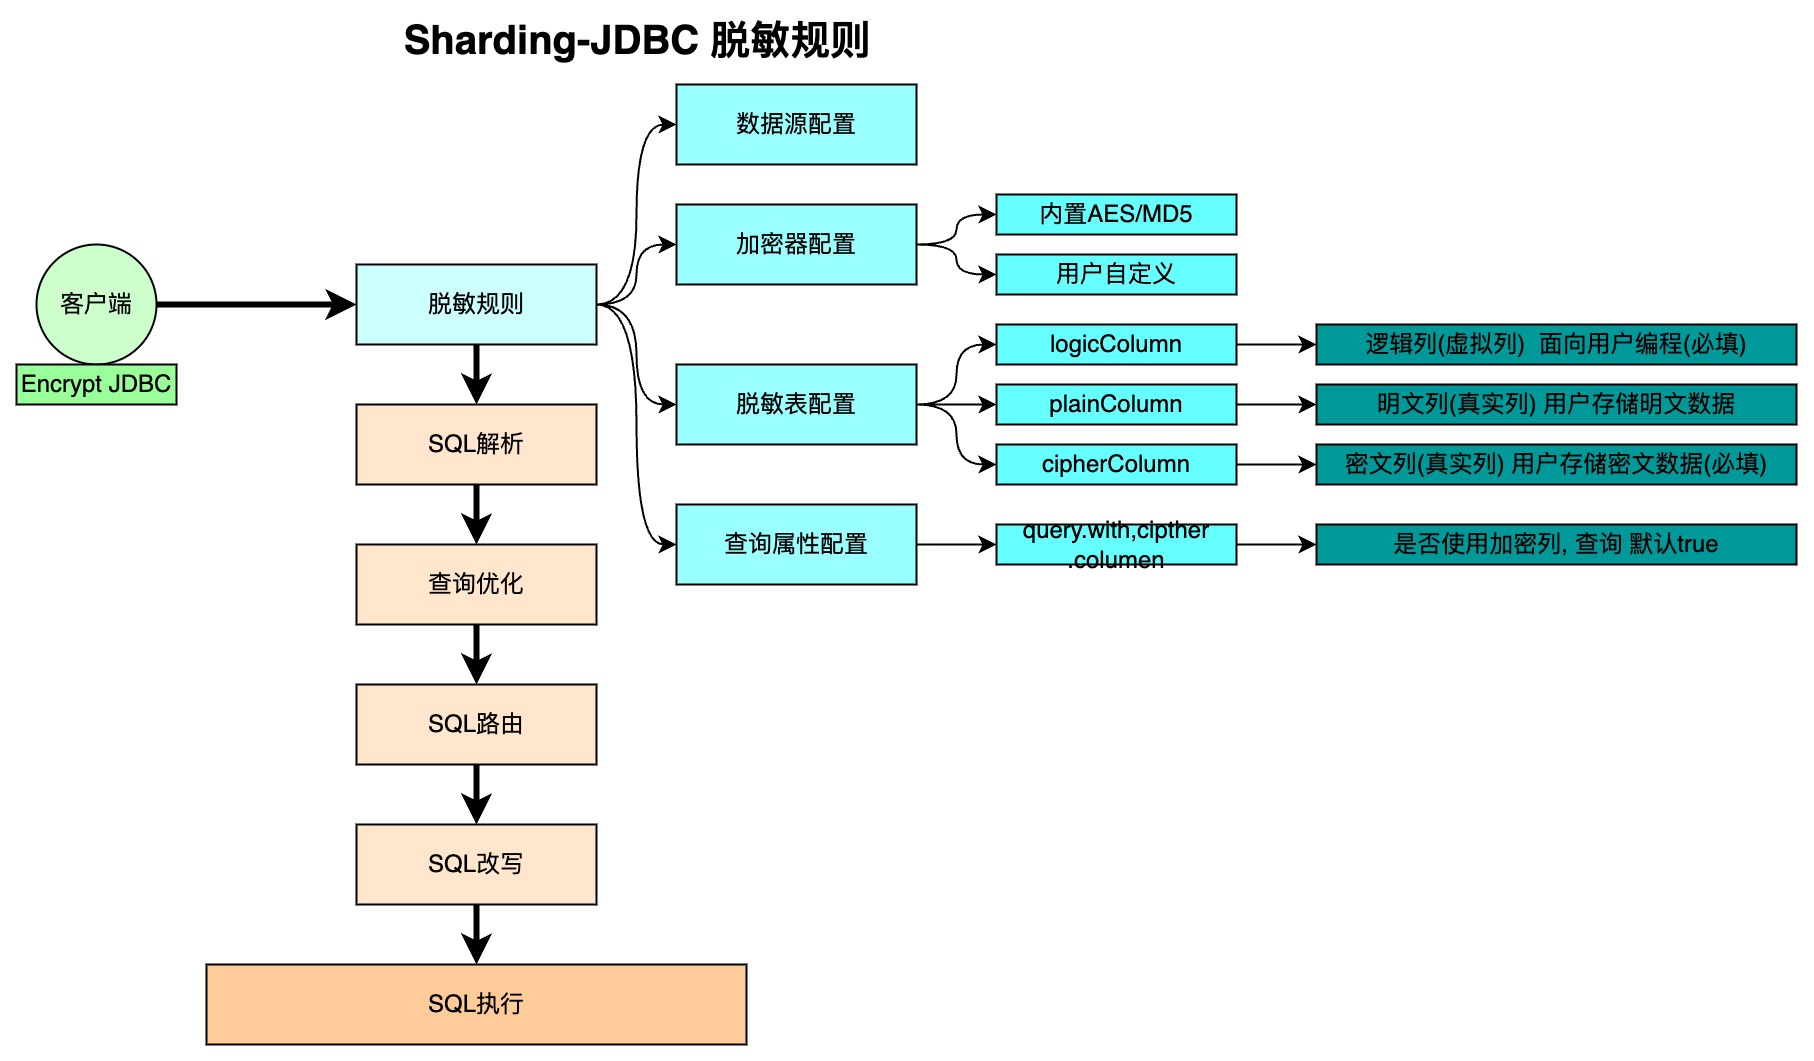 Sharding-JDBC 脱敏规则
数据源配置
加密器配置
内置AES/MD5
用户自定义
客户端
Encrypt JDBC
脱敏规则
脱敏表配置
logicColumn
逻辑列(虚拟列)  面向用户编程(必填)
plainColumn
明文列(真实列) 用户存储明文数据
cipherColumn
密文列(真实列) 用户存储密文数据(必填)
查询属性配置
query.with,cipther
.columen
是否使用加密列, 查询 默认true
SQL解析
查询优化
SQL路由
SQL改写
SQL执行